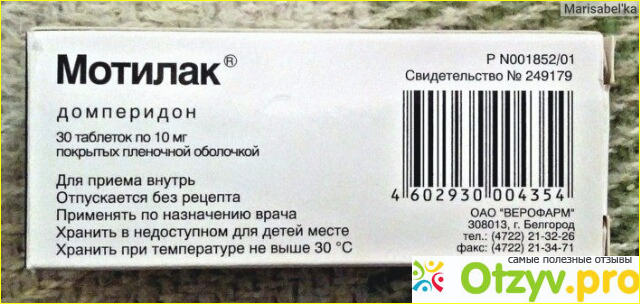 Marisabel'ka
Мотилак®
домперидон
30 таблеток по 10 мг
покрытых пленочной оболочкой
Для приема внутрь
Отпускается без рецепта
Применять по назначению врача
Хранить в недоступном для детей месте
Хранить при температуре не выше 30 °C
Р N001852/01
Свидетельство № 249179
4 602930 004354
ОАО "ВЕРОФАРМ"
308013, г. Белгород
тел.: (4722) 21-32-26
факс: (4722) 21-34-71
самые полезные отзывы
Otzyv.pro